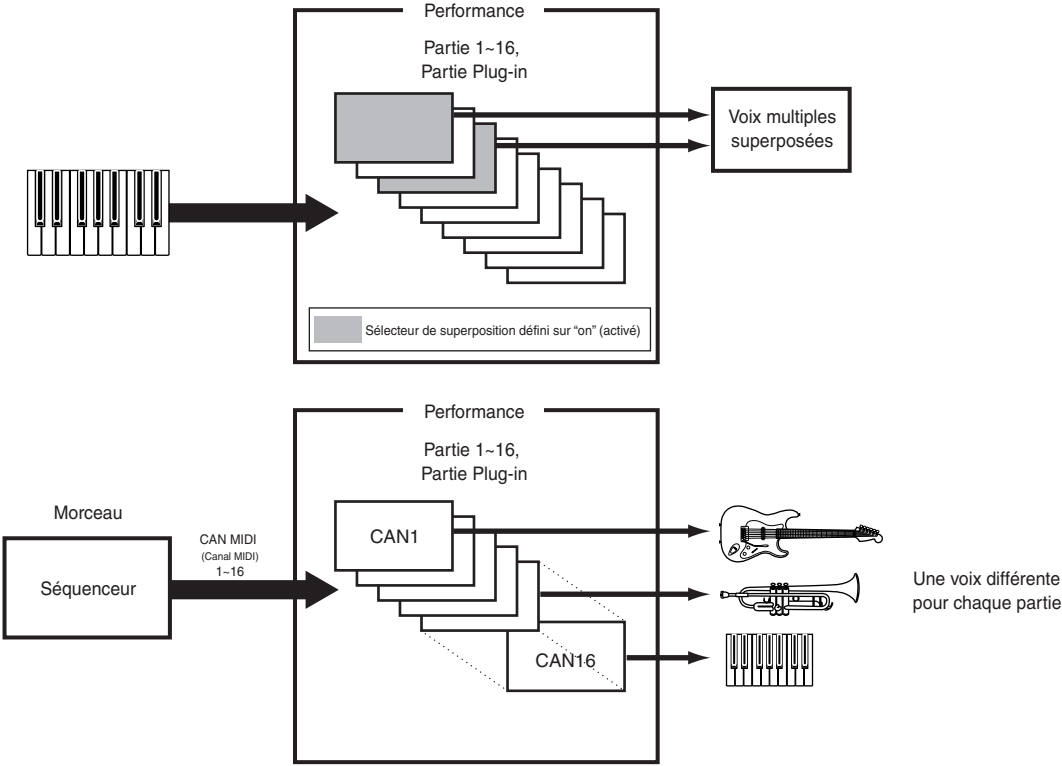 Performance
Partie 1~16,
Partie Plug-in
Voix multiples
superposées
Sélecteur de superposition défini sur “on” (activé)
Performance
Partie 1~16,
Partie Plug-in
Morceau
Séquenceur
CAN MIDI
(Canal MIDI)
1~16
CAN1
CAN16
Une voix différente
pour chaque partie